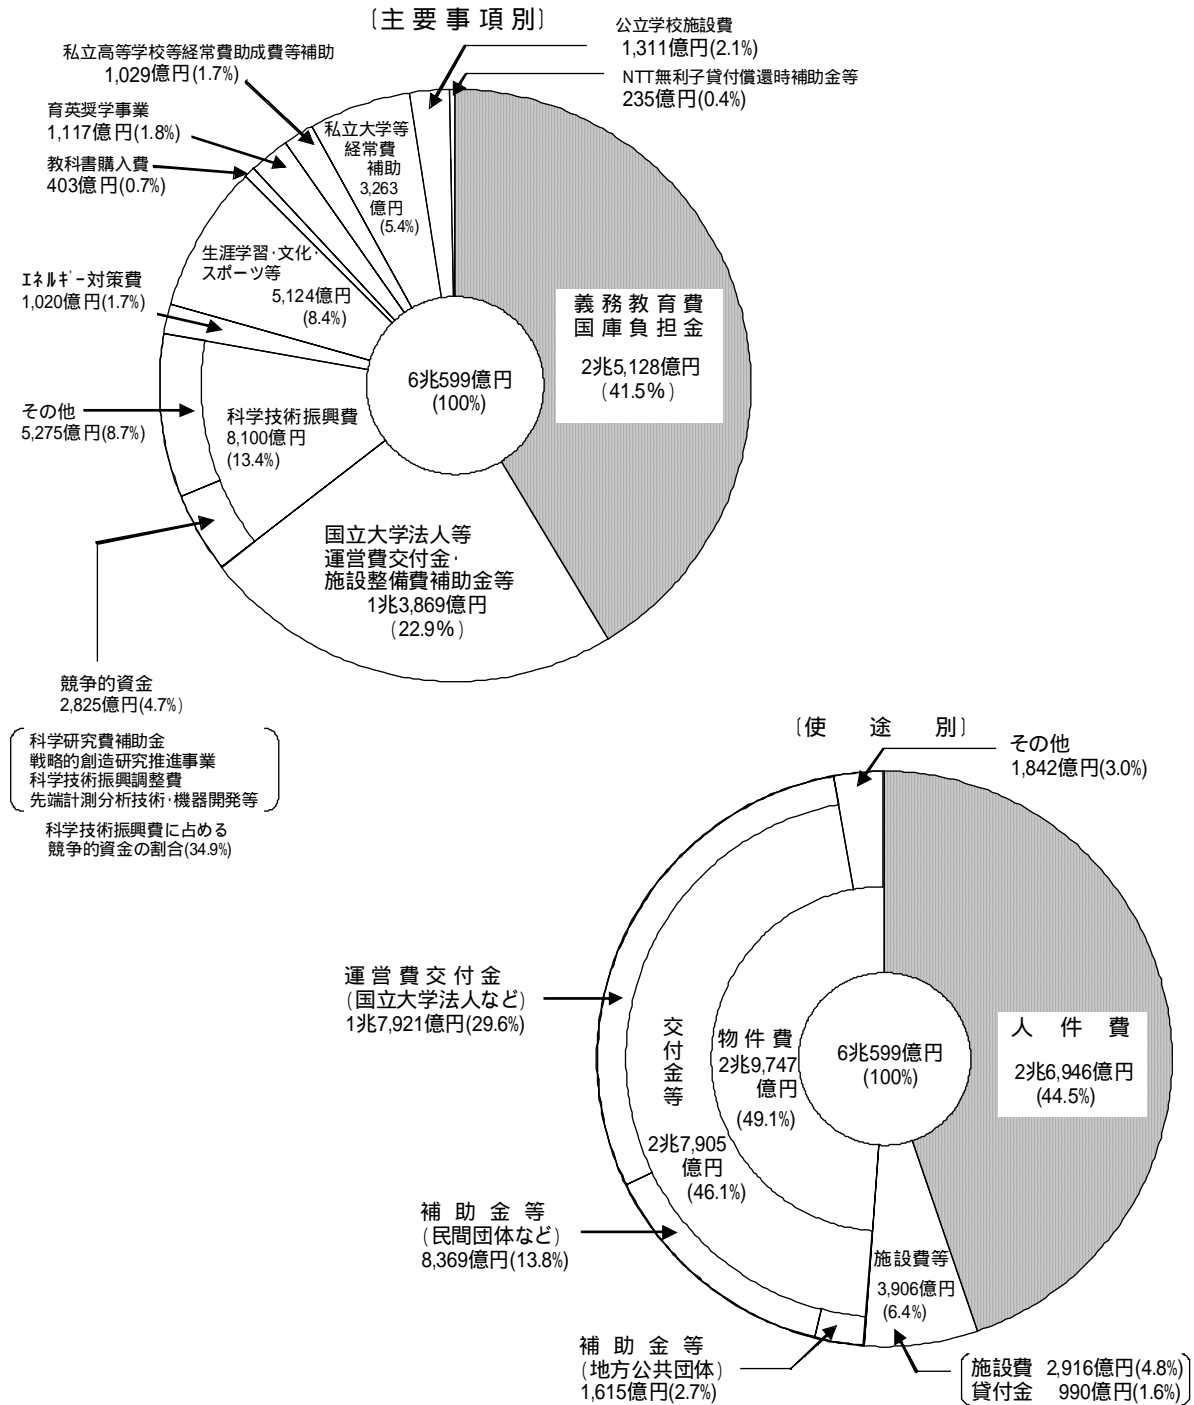 〔主要事項別〕
公立学校施設費
1,311億円(2.1%)
NTT無利子貸付償還時補助金等
235億円(0.4%)
私立高等学校等経常費助成費等補助
1,029億円(1.7%)
育英奨学事業
1,117億円(1.8%)
教科書購入費
403億円(0.7%)
私立大学等
経常費
補助
3,263
億円
(5.4%)
生涯学習・文化・
スポーツ等
5,124億円
(8.4%)
エネルギー対策費
1,020億円(1.7%)
義務教育費
国庫負担金
2兆5,128億円
(41.5%)
6兆599億円
(100%)
その他
5,275億円(8.7%)
科学技術振興費
8,100億円
(13.4%)
国立大学法人等
運営費交付金・
施設整備費補助金等
1兆3,869億円
(22.9%)
競争的資金
2,825億円(4.7%)
科学研究費補助金
戦略的創造研究推進事業
科学技術振興調整費
先端計測分析技術・機器開発等
科学技術振興費に占める
競争的資金の割合(34.9%)
〔使途別〕
その他
1,842億円(3.0%)
運営費交付金
(国立大学法人など)
1兆7,921億円(29.6%)
交付金等
2兆7,905
億円
(46.1%)
物件費
2兆9,747
億円
(49.1%)
6兆599億円
(100%)
人件費
2兆6,946億円
(44.5%)
補助金等
(民間団体など)
8,369億円(13.8%)
施設費等
3,906億円
(6.4%)
補助金等
(地方公共団体)
1,615億円(2.7%)
施設費 2,916億円(4.8%)
貸付金 990億円(1.6%)